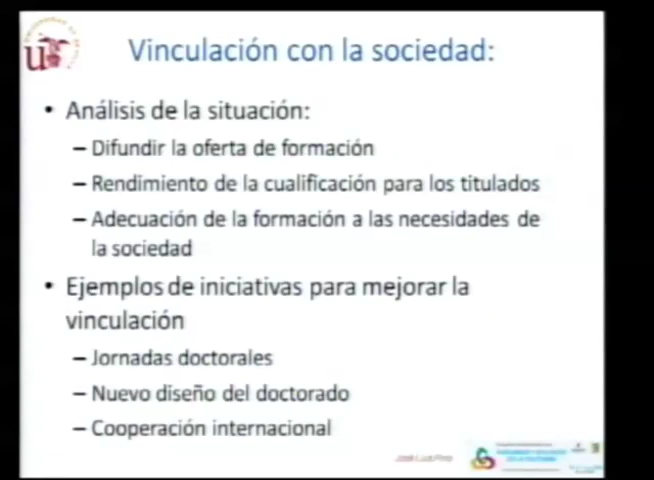 Vinculación con la sociedad:
• Análisis de la situación:
– Difundir la oferta de formación
– Rendimiento de la cualificación para los titulados
– Adecuación de la formación a las necesidades de
la sociedad
• Ejemplos de iniciativas para mejorar la
vinculación
– Jornadas doctorales
– Nuevo diseño del doctorado
– Cooperación internacional